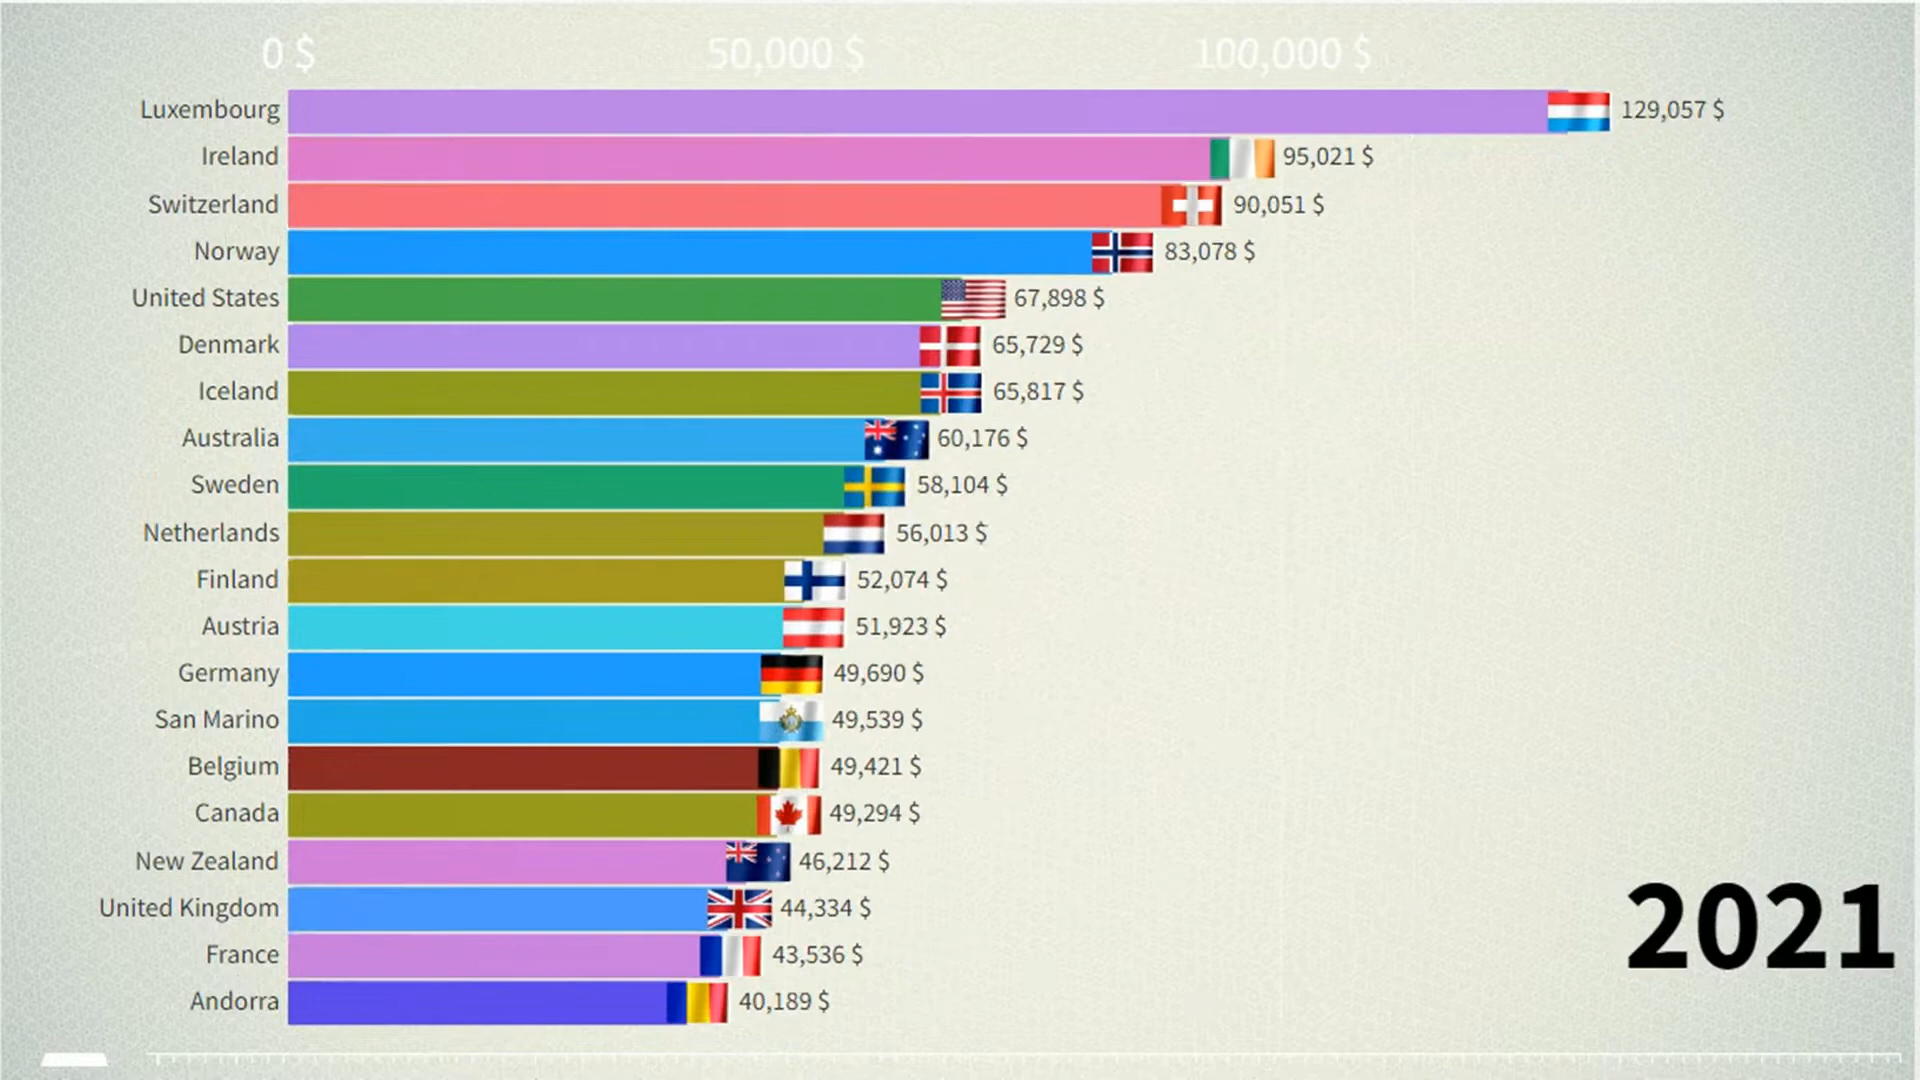 0 $ 50,000 $ 100,000 $
Luxembourg 129,057 $
Ireland 95,021 $
Switzerland 90,051 $
Norway 83,078 $
United States 67,898 $
Denmark 65,729 $
Iceland 65,817 $
Australia 60,176 $
Sweden 58,104 $
Netherlands 56,013 $
Finland 52,074 $
Austria 51,923 $
Germany 49,690 $
San Marino 49,539 $
Belgium 49,421 $
Canada 49,294 $
New Zealand 46,212 $
United Kingdom 44,334 $
France 43,536 $
Andorra 40,189 $
2021